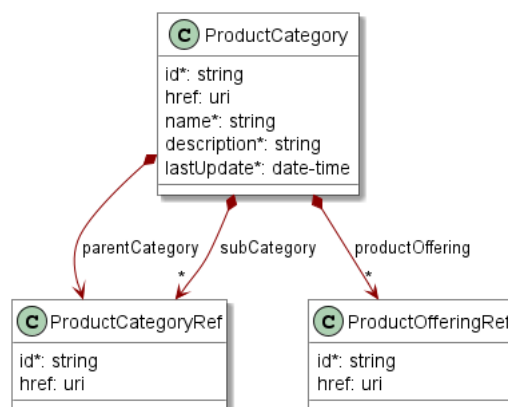 C ProductCategory
id*: string
href: uri
name*: string
description*: string
lastUpdate*: date-time
parentCategory
subCategory
productOffering
*
*
C ProductCategoryRef
C ProductOfferingRef
id*: string
id*: string
href: uri
href: uri